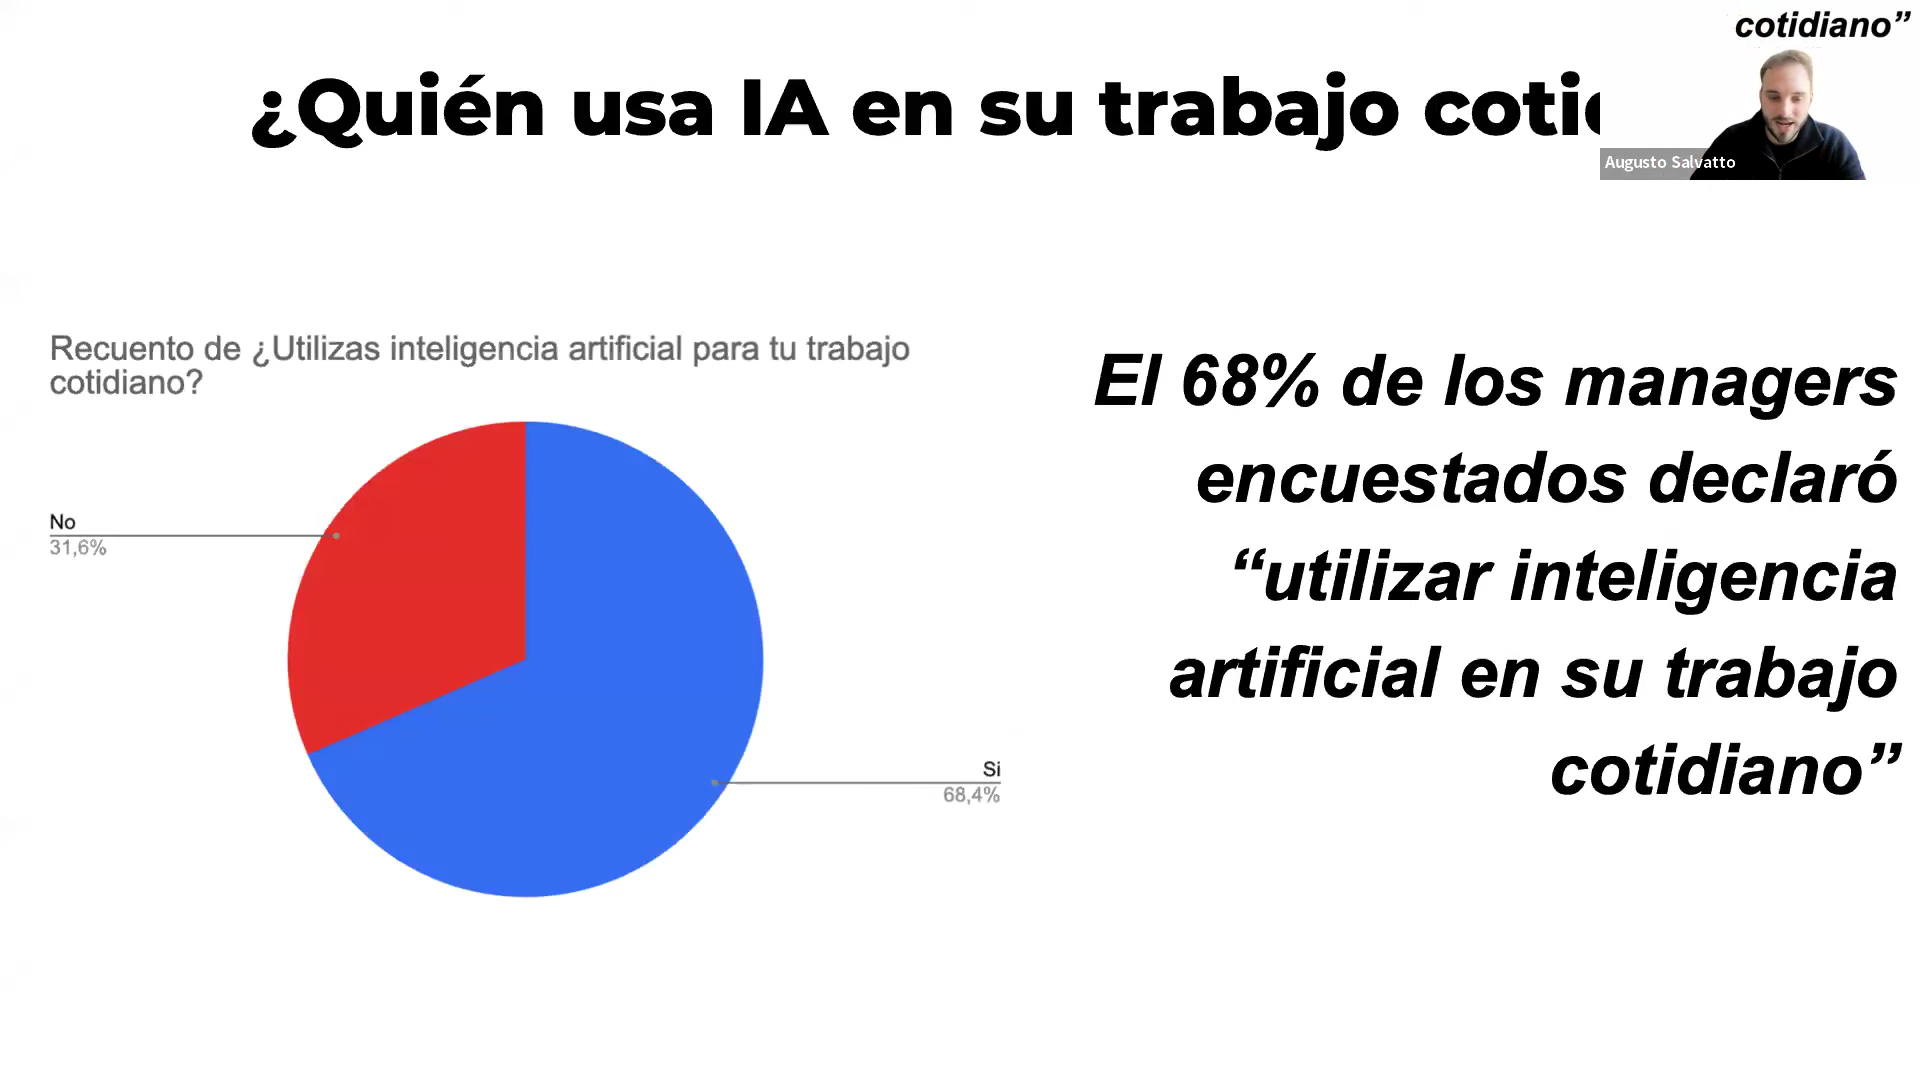 cotidiano”
¿Quién usa IA en su trabajo
Augusto Salvatto
Recuento de ¿Utilizas inteligencia artificial para tu trabajo
cotidiano?
No
31,6%
Si
68,4%
El 68% de los managers
encuestados declaró
“utilizar inteligencia
artificial en su trabajo
cotidiano”